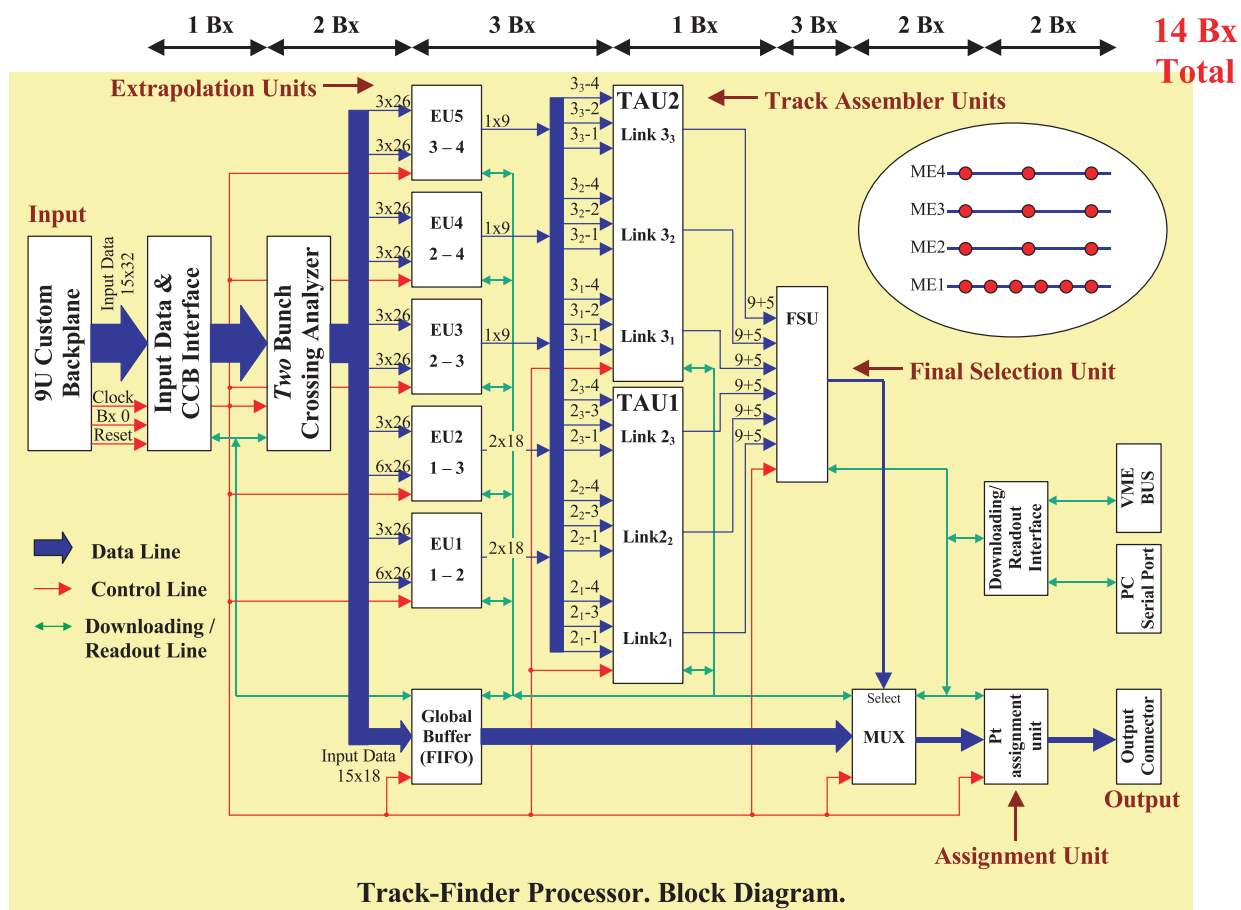 1 Bx
2 Bx
3 Bx
1 Bx
3 Bx
2 Bx
2 Bx
14 Bx
Total
Extrapolation Units
Track Assembler Units
Input
9U Custom
Backplane
Input Data
15x32
Clock
Bx 0
Reset
Input Data &
CCB Interface
Two Bunch
Crossing Analyzer
3x26
3x26
EU5
3 – 4
1x9
3x26
3x26
EU4
2 – 4
1x9
3x26
3x26
EU3
2 – 3
1x9
3x26
6x26
EU2
1 – 3
2x18
3x26
6x26
EU1
1 – 2
2x18
3₃-4
3₃-2
3₃-1
3₂-4
3₂-2
3₂-1
3₁-4
3₁-2
3₁-1
2₃-4
2₃-3
2₃-1
2₂-4
2₂-3
2₂-1
2₁-4
2₁-3
2₁-1
TAU2
Link 3₃
Link 3₂
Link 3₁
TAU1
Link 2₃
Link2₂
Link2₁
9+5
9+5
9+5
9+5
9+5
9+5
FSU
Final Selection Unit
ME4
ME3
ME2
ME1
Data Line
Control Line
Downloading /
Readout Line
Input Data
15x18
Global
Buffer
(FIFO)
Select
MUX
Pt
assignment
unit
Downloading/
Readout
Interface
VME
BUS
PC
Serial Port
Output
Connector
Output
Assignment Unit
Track-Finder Processor. Block Diagram.